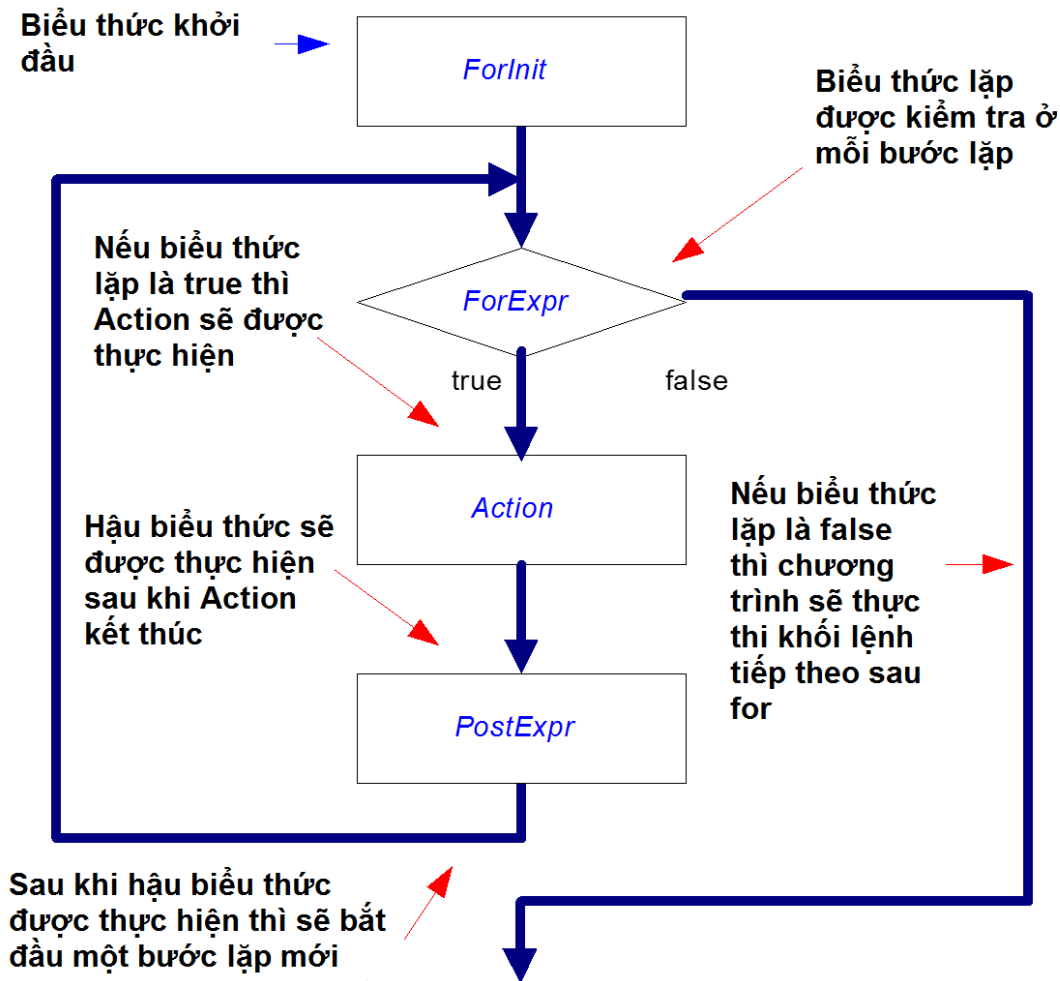 Biểu thức khởi
đầu
ForInit
Biểu thức lặp
được kiểm tra ở
mỗi bước lặp
Nếu biểu thức
lặp là true thì
Action sẽ được
thực hiện
ForExpr
true
false
Action
Hậu biểu thức sẽ
được thực hiện
sau khi Action
kết thúc
Nếu biểu thức
lặp là false
thì chương
trình sẽ thực
thi khối lệnh
tiếp theo sau
for
PostExpr
Sau khi hậu biểu thức
được thực hiện thì sẽ bắt
đầu một bước lặp mới